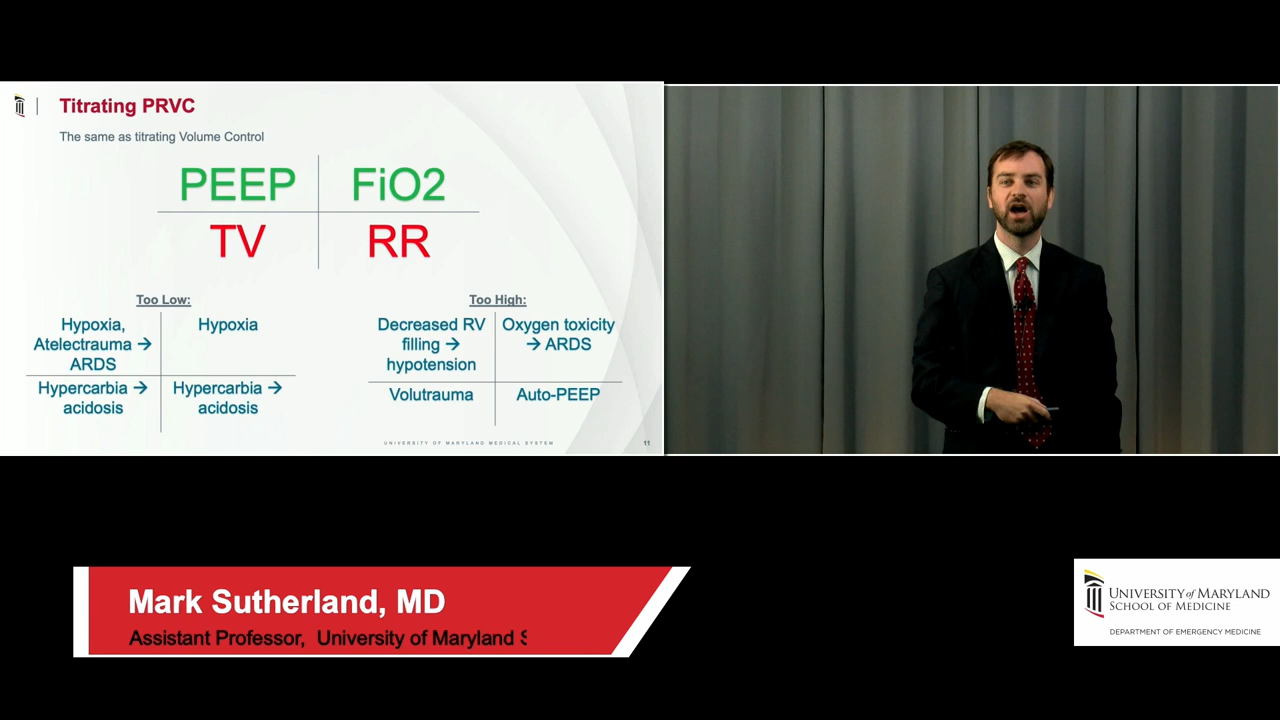 Titrating PRVC
The same as titrating Volume Control
PEEP FiO2
TV RR
Too Low:
Hypoxia,
Atelectrauma →
ARDS
Hypoxia
Hypercarbia →
acidosis
Hypercarbia →
acidosis
Too High:
Decreased RV
filling →
hypotension
Oxygen toxicity
→ ARDS
Volutrauma
Auto-PEEP
UNIVERSITY OF MARYLAND MEDICAL SYSTEM
11
Mark Sutherland, MD
Assistant Professor, University of Maryland S
UNIVERSITY of MARYLAND
SCHOOL OF MEDICINE
DEPARTMENT OF EMERGENCY MEDICINE